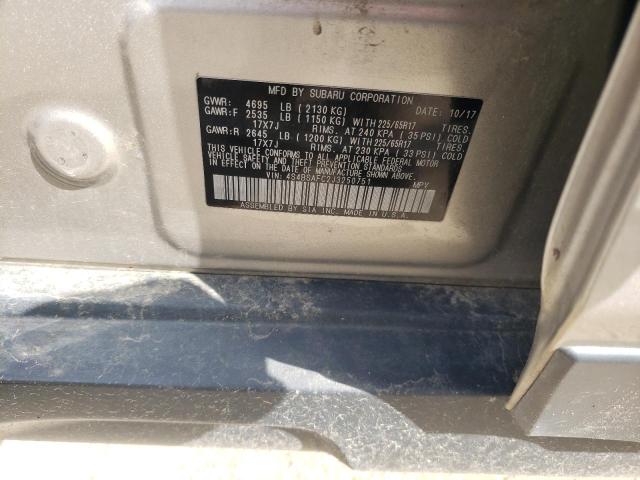 MFD BY SUBARU CORPORATION
GVWR: 4695 LB ( 2130 KG) DATE: 10/17
GAWR:F 2535 LB ( 1150 KG) WITH 225/65R17 TIRES.
17X7J RIMS. AT 240 KPA ( 35 PSI) COLD
GAWR:R 2645 LB ( 1200 KG) WITH 225/65R17 TIRES.
17X7J RIMS. AT 230 KPA ( 33 PSI) COLD
THIS VEHICLE CONFORMS TO ALL APPLICABLE FEDERAL MOTOR
VEHICLE SAFETY AND THEFT PREVENTION STANDARDS
IN EFFECT ON THE DATE OF MANUFACTURE SHOWN ABOVE.
VIN: 4S4BSAFC2J3250751 MPV
ASSEMBLED BY SIA INC. MADE IN U.S.A.